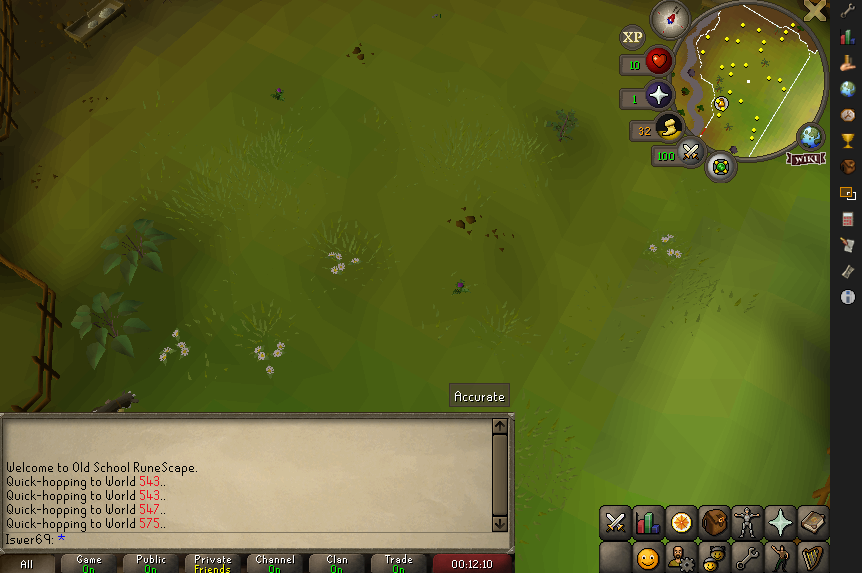 XP
10
1
32
100
WIKI
Accurate
Welcome to Old School RuneScape.
Quick-hopping to World 543..
Quick-hopping to World 543..
Quick-hopping to World 547..
Quick-hopping to World 575..
Iswer69: *
All
Game
On
Public
On
Private
Friends
Channel
On
Clan
On
Trade
On
00:12:10